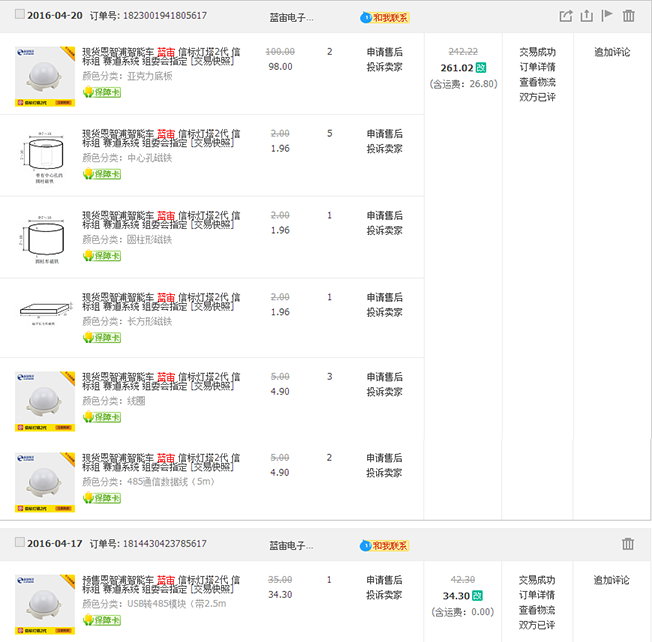 2016-04-20 订单号: 1823001941805617 蓝宙电子... 和我联系
现货恩智浦智能车 蓝宙 信标灯塔2代 信
标组 赛道系统 组委会指定 [交易快照]
颜色分类：亚克力底板
保障卡
100.00
98.00
2
申请售后
投诉卖家
242.22
261.02 改
(含运费：26.80)
交易成功
订单详情
查看物流
双方已评
追加评论
现货恩智浦智能车 蓝宙 信标灯塔2代 信
标组 赛道系统 组委会指定 [交易快照]
颜色分类：中心孔磁铁
保障卡
2.00
1.96
5
申请售后
投诉卖家
现货恩智浦智能车 蓝宙 信标灯塔2代 信
标组 赛道系统 组委会指定 [交易快照]
颜色分类：圆柱形磁铁
保障卡
2.00
1.96
1
申请售后
投诉卖家
圆柱磁铁
现货恩智浦智能车 蓝宙 信标灯塔2代 信
标组 赛道系统 组委会指定 [交易快照]
颜色分类：长方形磁铁
保障卡
2.00
1.96
1
申请售后
投诉卖家
现货恩智浦智能车 蓝宙 信标灯塔2代 信
标组 赛道系统 组委会指定 [交易快照]
颜色分类：线圈
保障卡
5.00
4.90
3
申请售后
投诉卖家
现货恩智浦智能车 蓝宙 信标灯塔2代 信
标组 赛道系统 组委会指定 [交易快照]
颜色分类：485通信数据线（5m）
保障卡
5.00
4.90
2
申请售后
投诉卖家
2016-04-17 订单号: 1814430423785617 蓝宙电子... 和我联系
预售恩智浦智能车 蓝宙 信标灯塔2代 信
标组 赛道系统 组委会指定 [交易快照]
颜色分类：USB转485模块（带2.5m
保障卡
35.00
34.30
1
申请售后
投诉卖家
42.30
34.30 改
(含运费：0.00)
交易成功
订单详情
查看物流
双方已评
追加评论